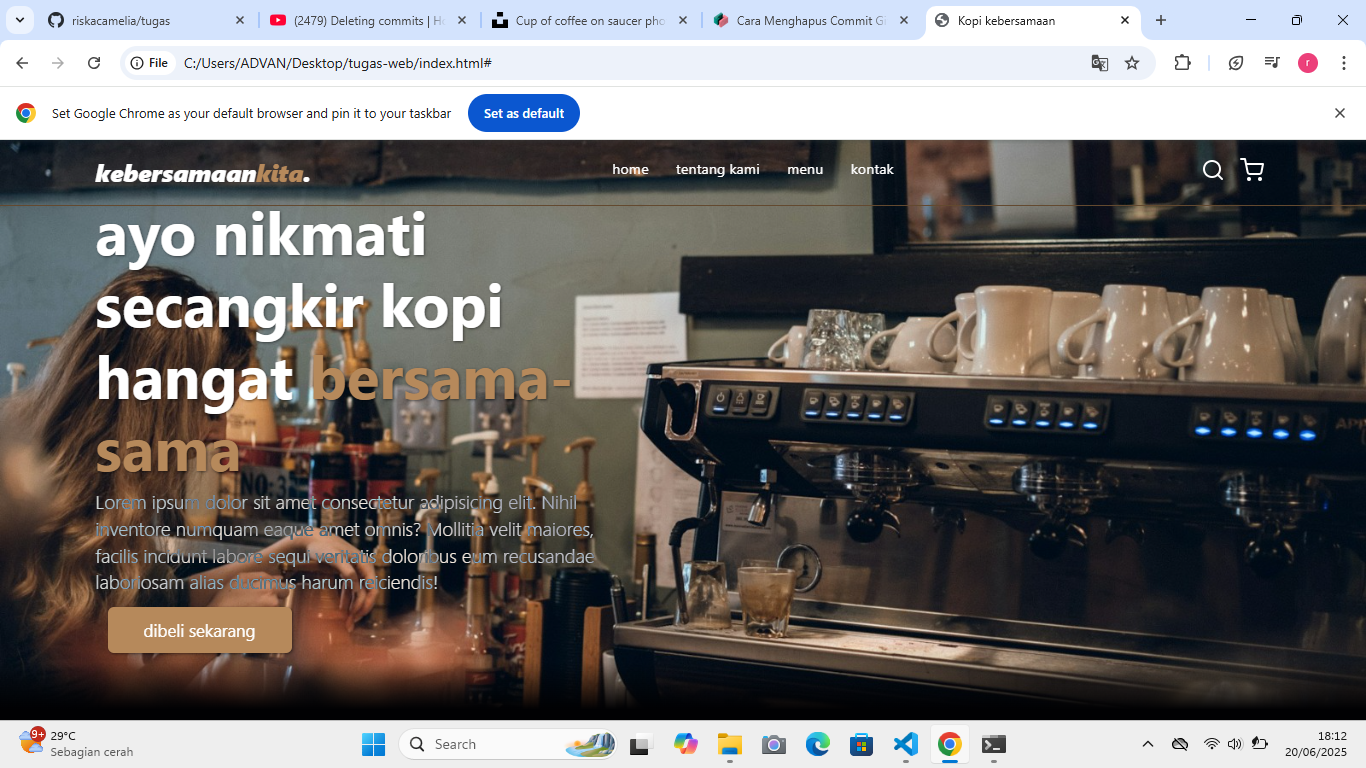 riskacamelia/tugas
(2479) Deleting commits | H
Cup of coffee on saucer pho
Cara Menghapus Commit Gi
Kopi kebersamaan
File
C:/Users/ADVAN/Desktop/tugas-web/index.html#
r
Set Google Chrome as your default browser and pin it to your taskbar
Set as default
kebersamaankita.
home
tentang kami
menu
kontak
ayo nikmati
secangkir kopi
hangat bersama-
sama
Lorem ipsum dolor sit amet consectetur adipisicing elit. Nihil
inventore numquam eaque amet omnis? Mollitia velit maiores,
facilis incidunt labore sequi veritatis doloribus eum recusandae
laboriosam alias ducimus harum reiciendis!
dibeli sekarang
9+
29°C
Sebagian cerah
Search
18:12
20/06/2025